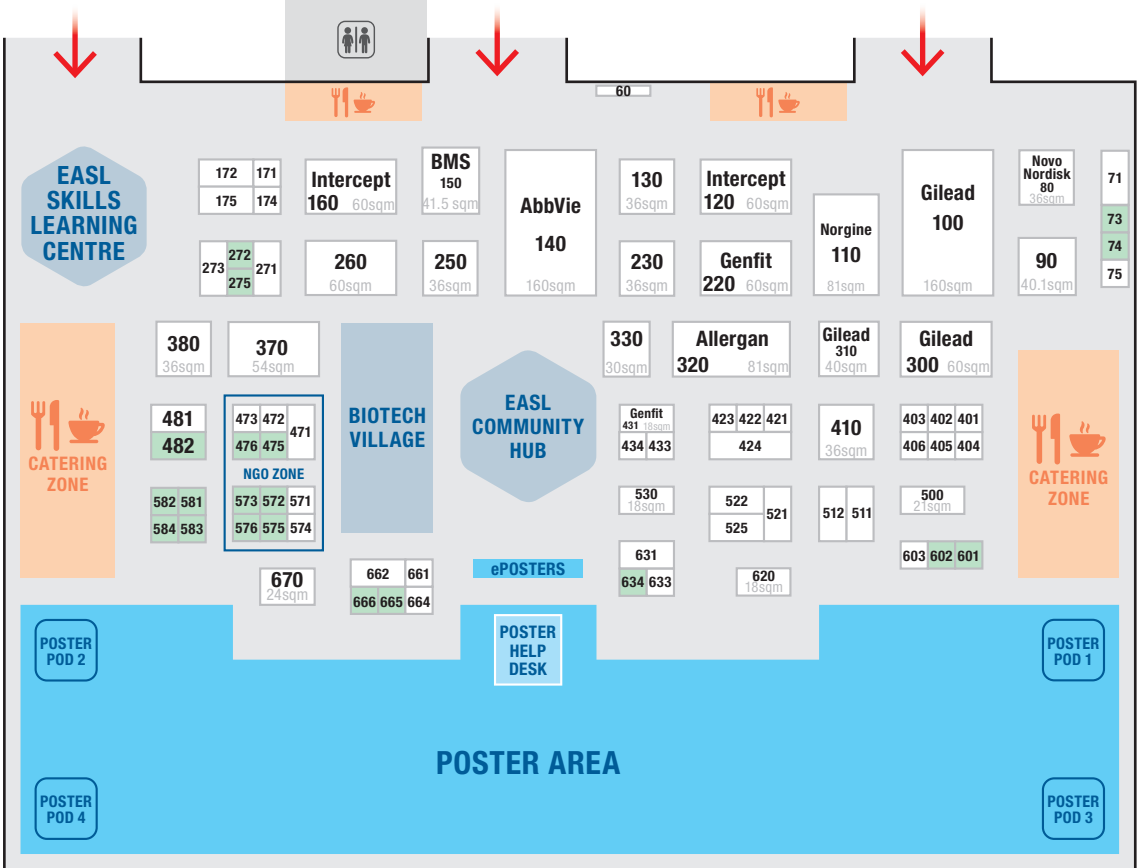 60
EASL
SKILLS
LEARNING
CENTRE
172 171
175 174
Intercept
160 60sqm
BMS
150
41.5 sqm
AbbVie
140
160sqm
130
36sqm
Intercept
120 60sqm
Norgine
110
81sqm
Gilead
100
160sqm
Novo
Nordisk
80
36sqm
71
73
74
75
273 272 271
275
260
60sqm
250
36sqm
230
36sqm
Genfit
220 60sqm
90
40.1sqm
380
36sqm
370
54sqm
330
30sqm
Allergan
320 81sqm
Gilead
310
40sqm
Gilead
300 60sqm
CATERING
ZONE
481
482
473 472 471
476 475
NGO ZONE
573 572 571
576 575 574
582 581
584 583
BIOTECH
VILLAGE
EASL
COMMUNITY
HUB
Genfit
431 18sqm
434 433
423 422 421
424
410
36sqm
403 402 401
406 405 404
CATERING
ZONE
530
18sqm
522 521
525
512 511
500
21sqm
603 602 601
670
24sqm
662 661
666 665 664
ePOSTERS
631
634 633
620
18sqm
POSTER
POD 2
POSTER
HELP
DESK
POSTER
POD 1
POSTER AREA
POSTER
POD 4
POSTER
POD 3